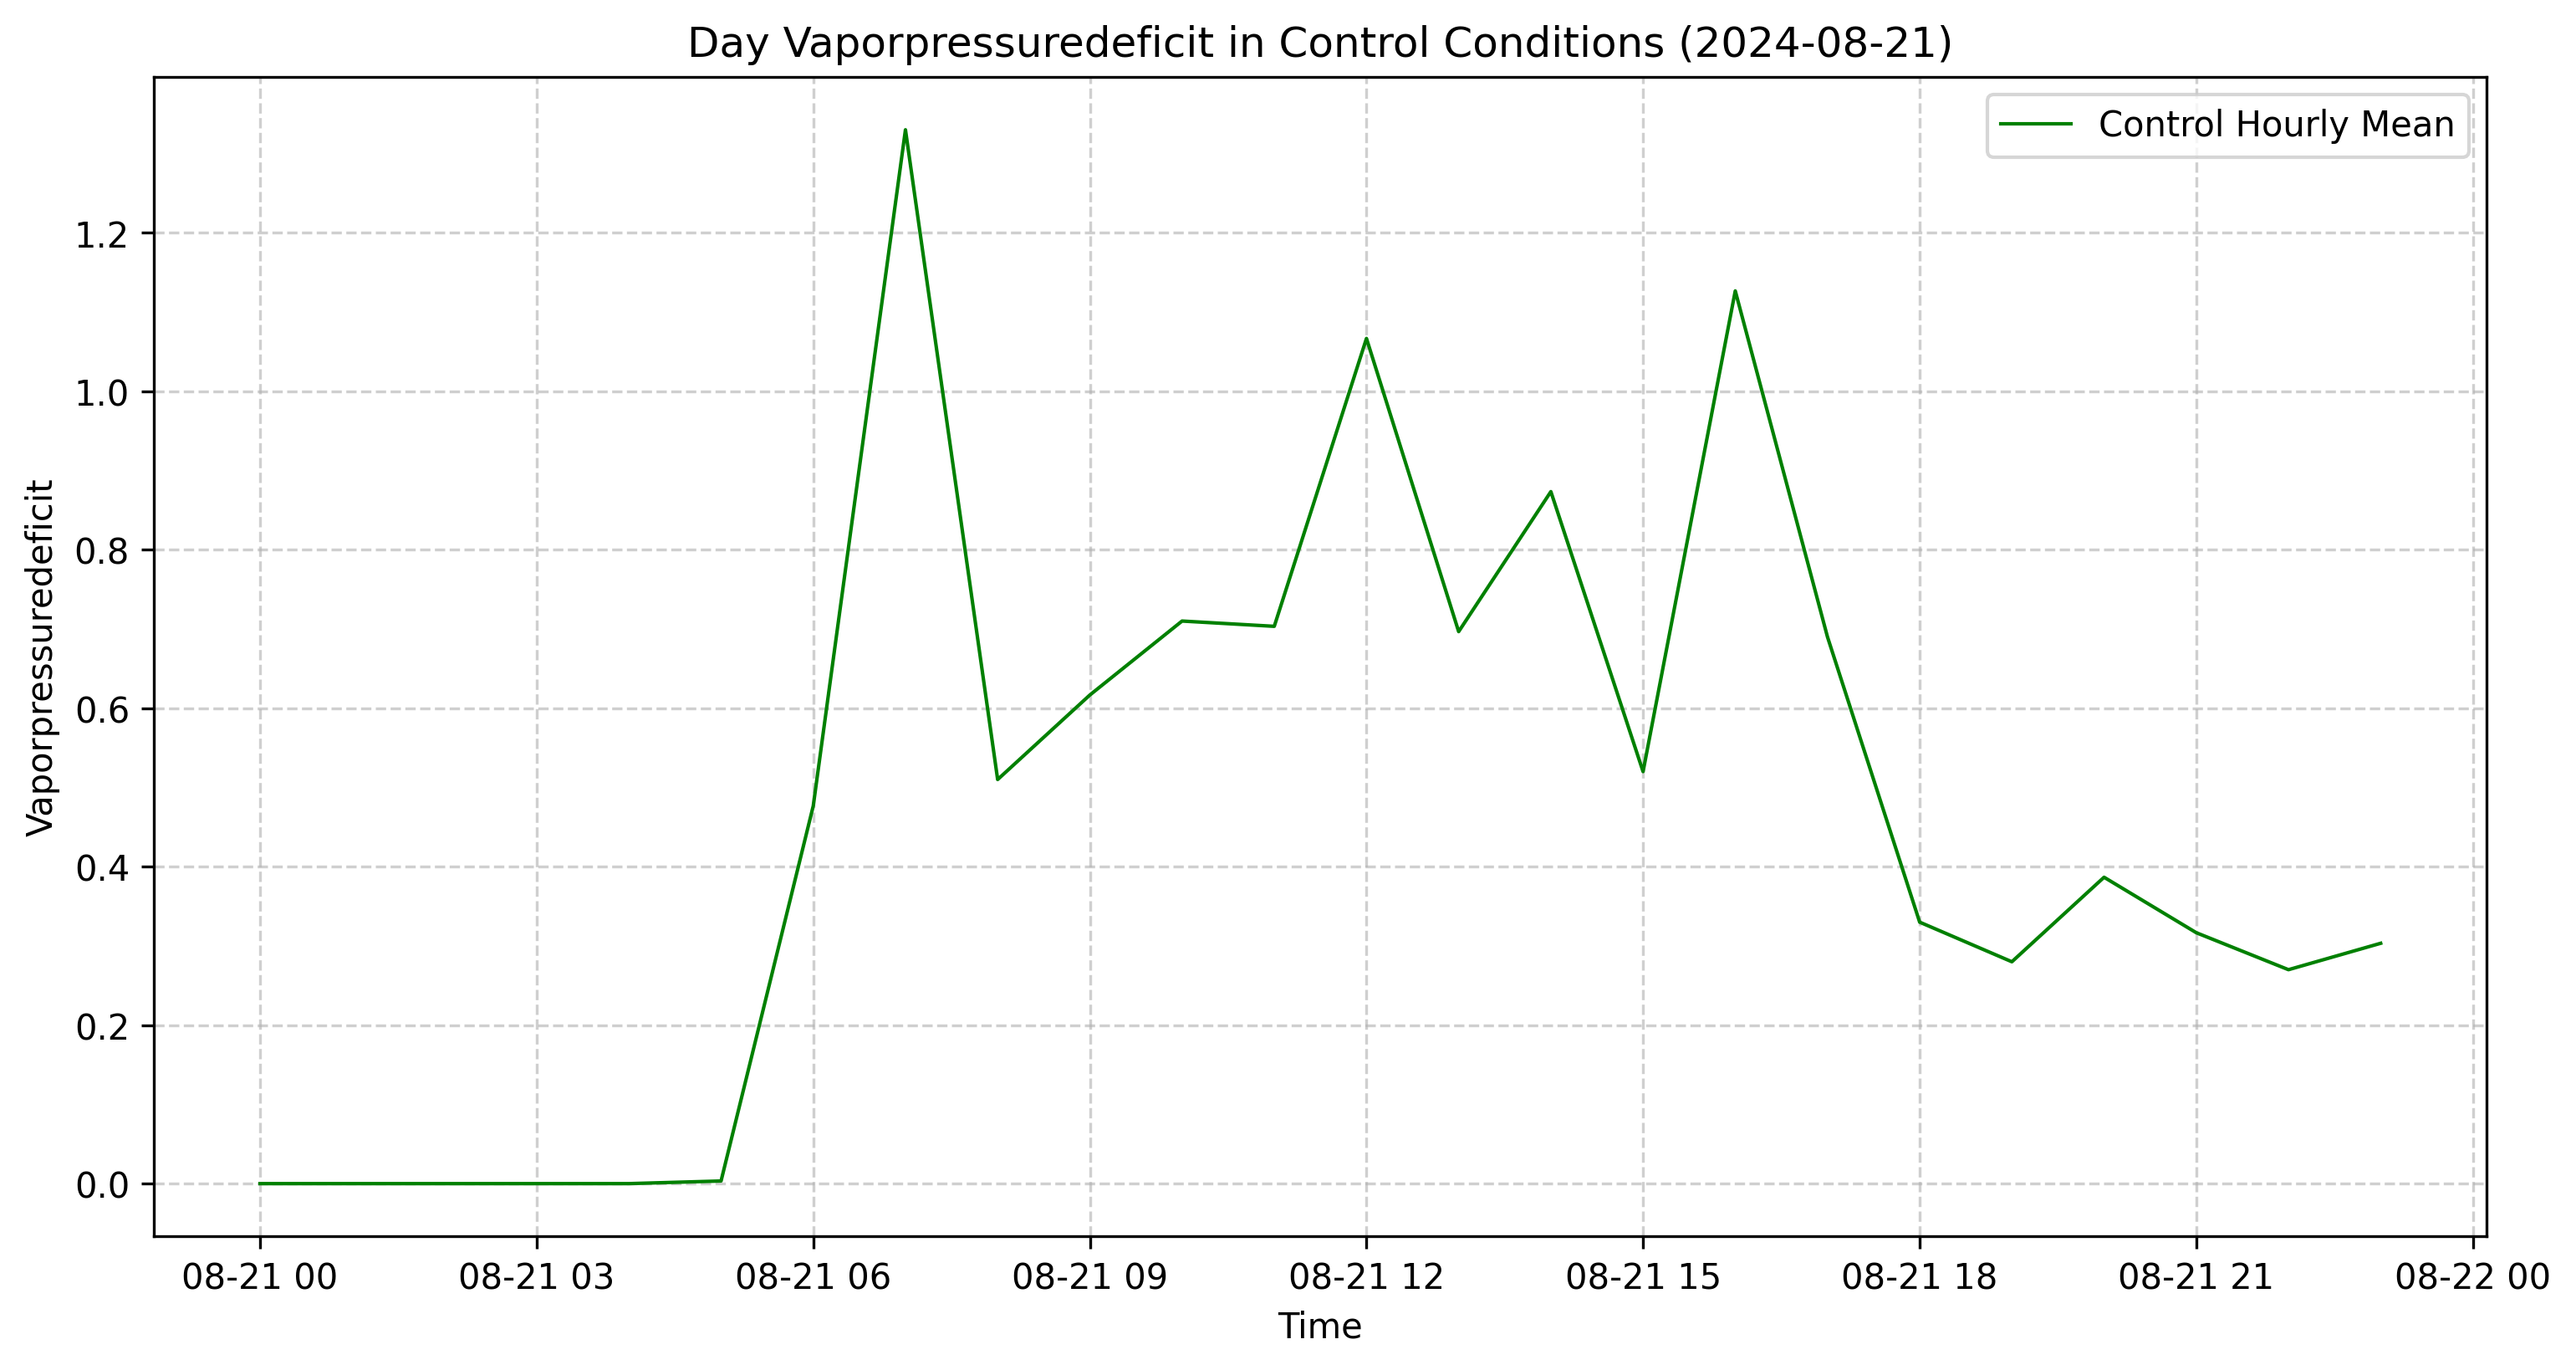 Day Vaporpressuredeficit in Control Conditions (2024-08-21)
Control Hourly Mean
Vaporpressuredeficit
1.2
1.0
0.8
0.6
0.4
0.2
0.0
08-21 00 08-21 03 08-21 06 08-21 09 08-21 12 08-21 15 08-21 18 08-21 21 08-22 00
Time